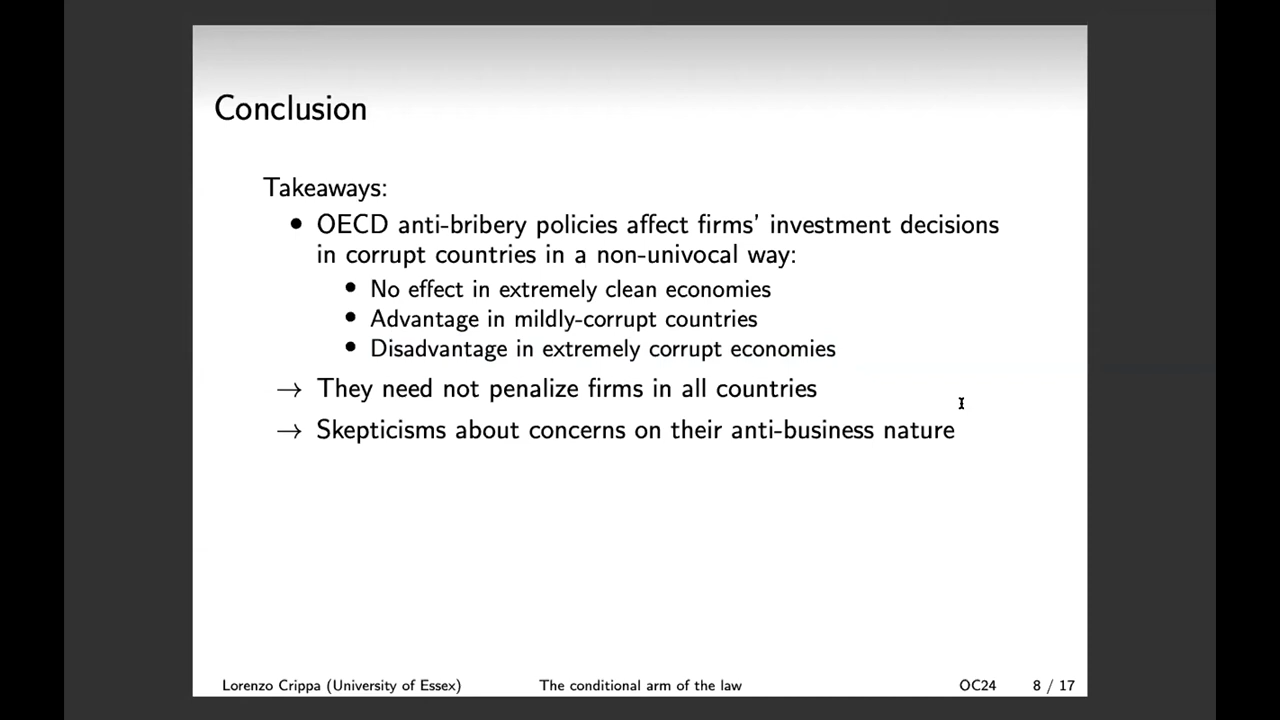 Conclusion
Takeaways:
• OECD anti-bribery policies affect firms' investment decisions
in corrupt countries in a non-univocal way:
• No effect in extremely clean economies
• Advantage in mildly-corrupt countries
• Disadvantage in extremely corrupt economies
→ They need not penalize firms in all countries
→ Skepticisms about concerns on their anti-business nature
Lorenzo Crippa (University of Essex) The conditional arm of the law OC24 8 / 17